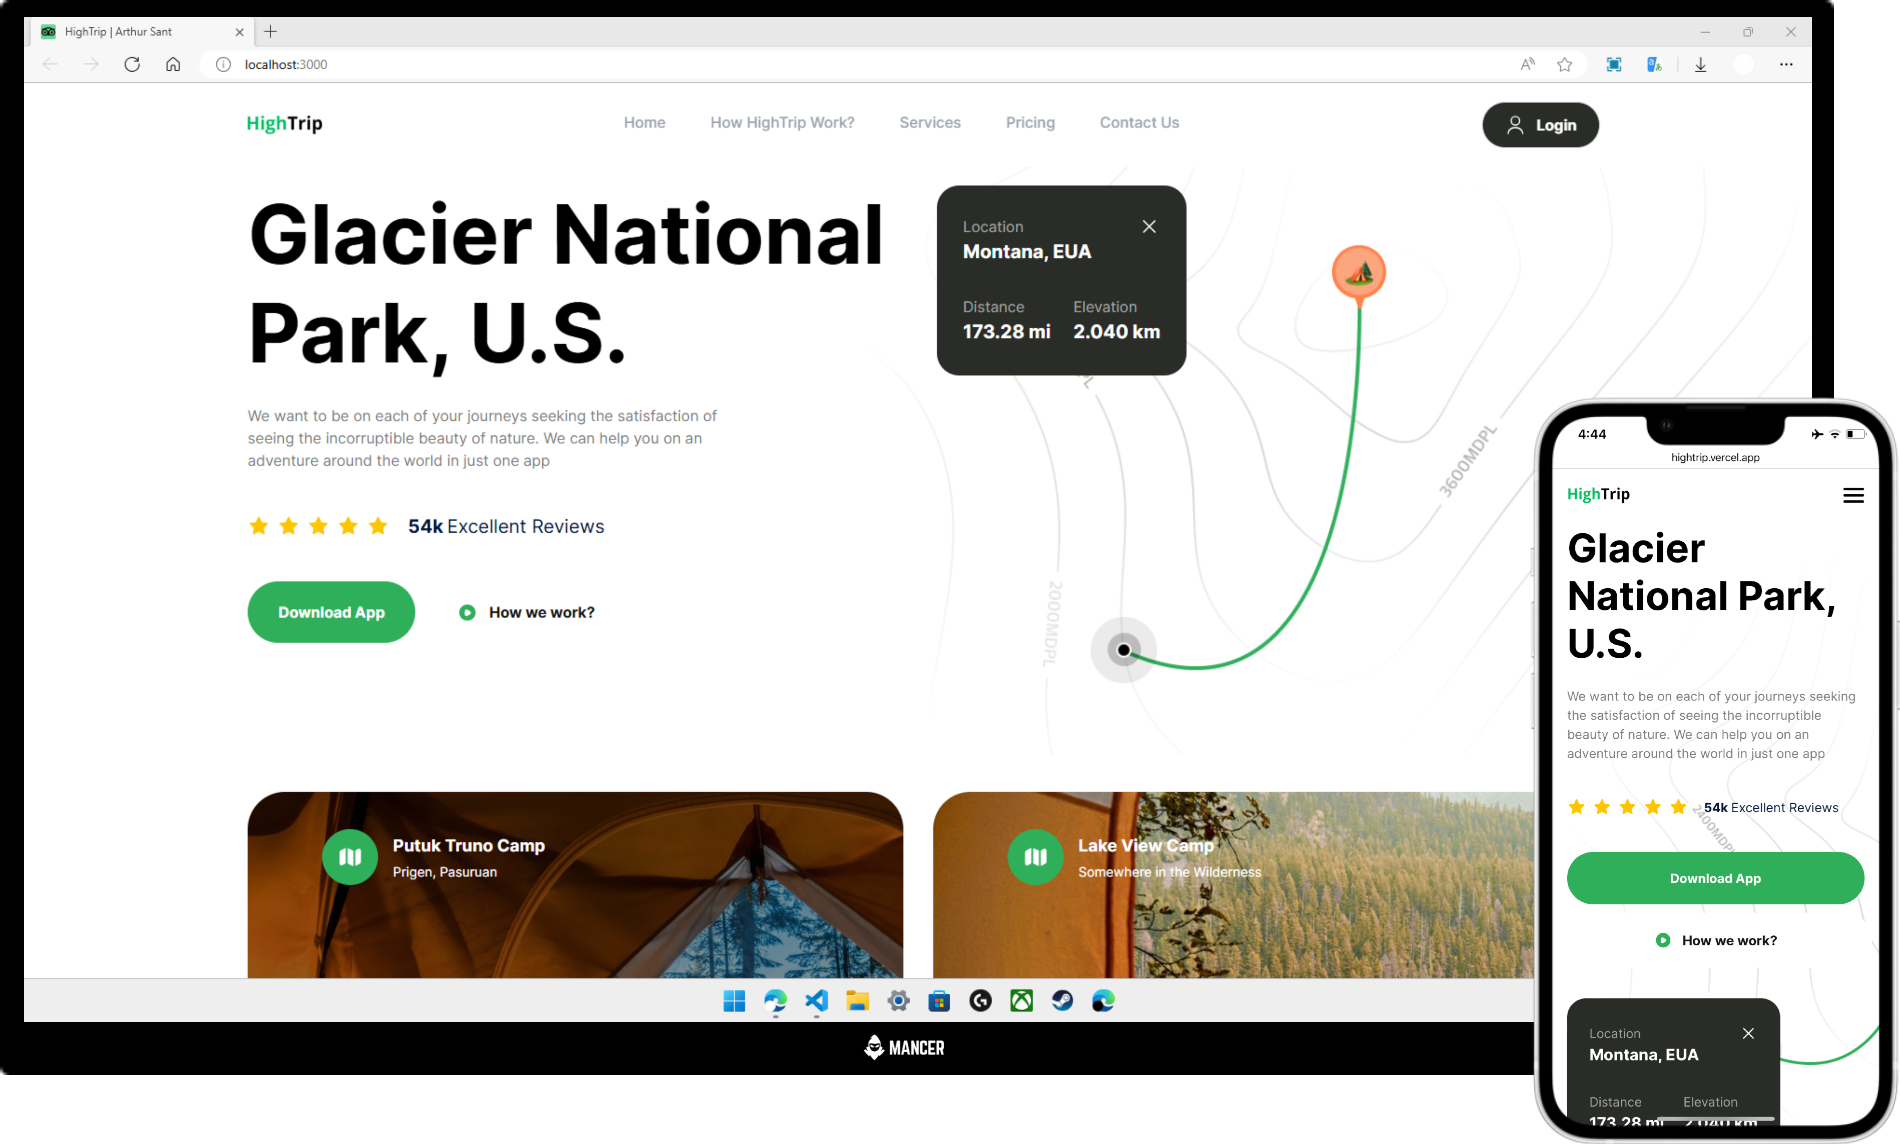 HighTrip | Arthur Sant
localhost:3000
HighTrip
Home
How HighTrip Work?
Services
Pricing
Contact Us
Login
Glacier National
Park, U.S.
Location
Montana, EUA
Distance
Elevation
173.28 mi
2.040 km
We want to be on each of your journeys seeking the satisfaction of
seeing the incorruptible beauty of nature. We can help you on an
adventure around the world in just one app
54k Excellent Reviews
Download App
How we work?
3600MDPL
2000MDPL
Putuk Truno Camp
Prigen, Pasuruan
Lake View Camp
Somewhere in the Wilderness
MANCER
4:44
hightrip.vercel.app
HighTrip
Glacier
National Park,
U.S.
We want to be on each of your journeys seeking
the satisfaction of seeing the incorruptible
beauty of nature. We can help you on an
adventure around the world in just one app
54k Excellent Reviews
2400MDPL
Download App
How we work?
Location
Montana, EUA
Distance
Elevation
173.28 mi
2.040 km